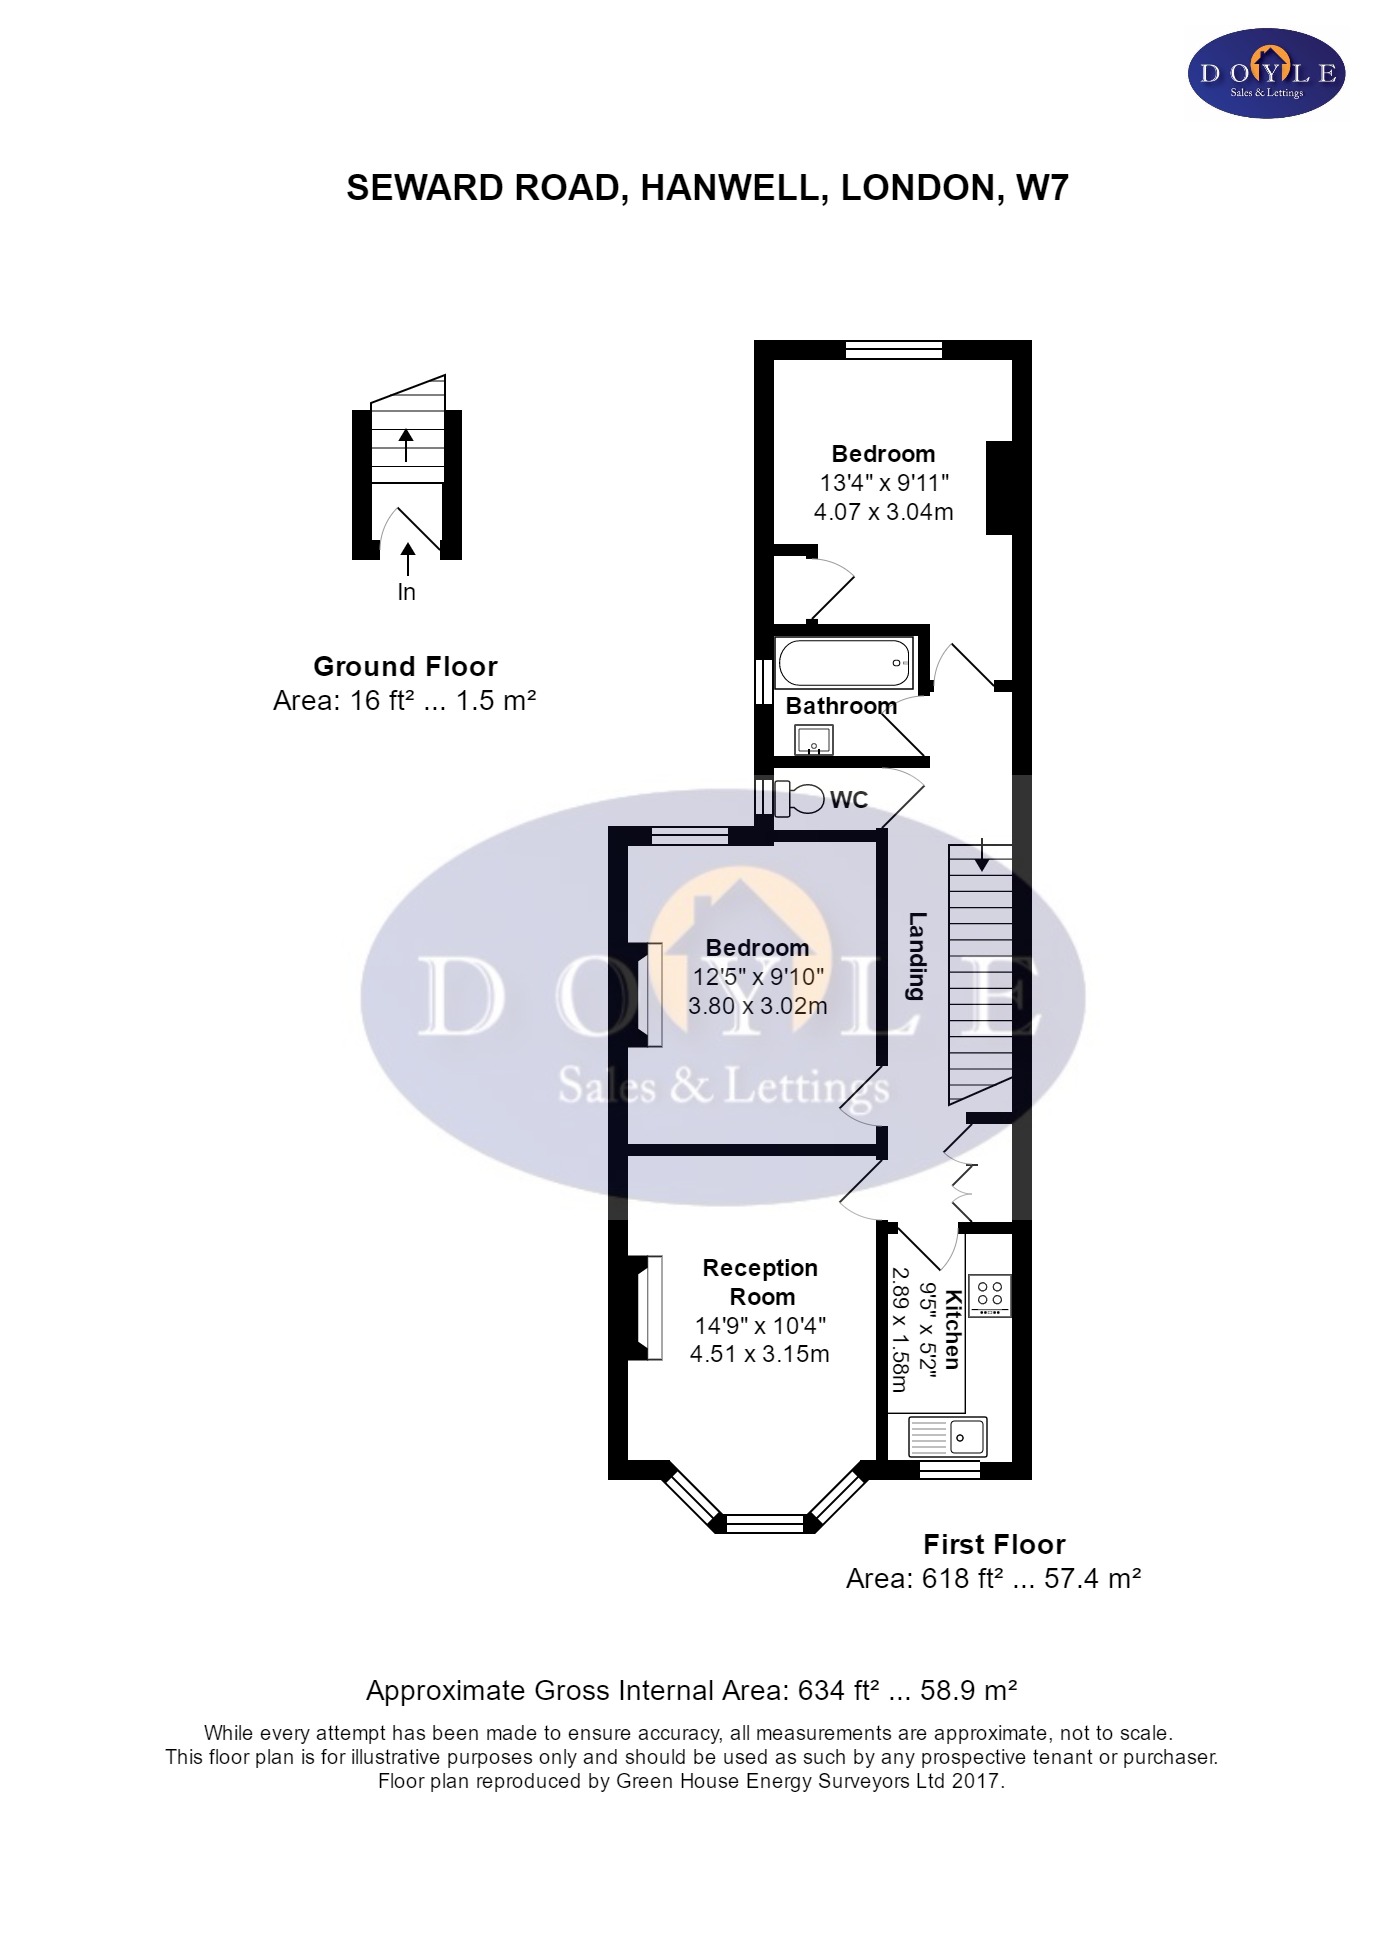 DOYLE
Sales & Lettings
SEWARD ROAD, HANWELL, LONDON, W7
In
Ground Floor
Area: 16 ft² ... 1.5 m²
Bedroom
13'4" x 9'11"
4.07 x 3.04m
Bathroom
WC
Landing
Bedroom
12'5" x 9'10"
3.80 x 3.02m
DOYLE
Sales & Lettings
Reception
Room
14'9" x 10'4"
4.51 x 3.15m
Kitchen
9'5" x 5'2"
2.89 x 1.58m
First Floor
Area: 618 ft² ... 57.4 m²
Approximate Gross Internal Area: 634 ft² ... 58.9 m²
While every attempt has been made to ensure accuracy, all measurements are approximate, not to scale.
This floor plan is for illustrative purposes only and should be used as such by any prospective tenant or purchaser.
Floor plan reproduced by Green House Energy Surveyors Ltd 2017.